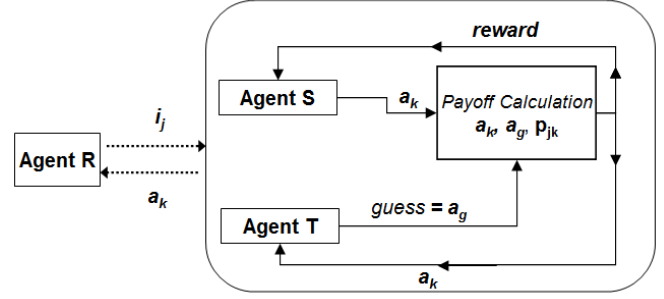 reward
Agent S
a_k
Payoff Calculation
a_k, a_g, p_jk
i_j
Agent R
a_k
guess = a_g
Agent T
a_k